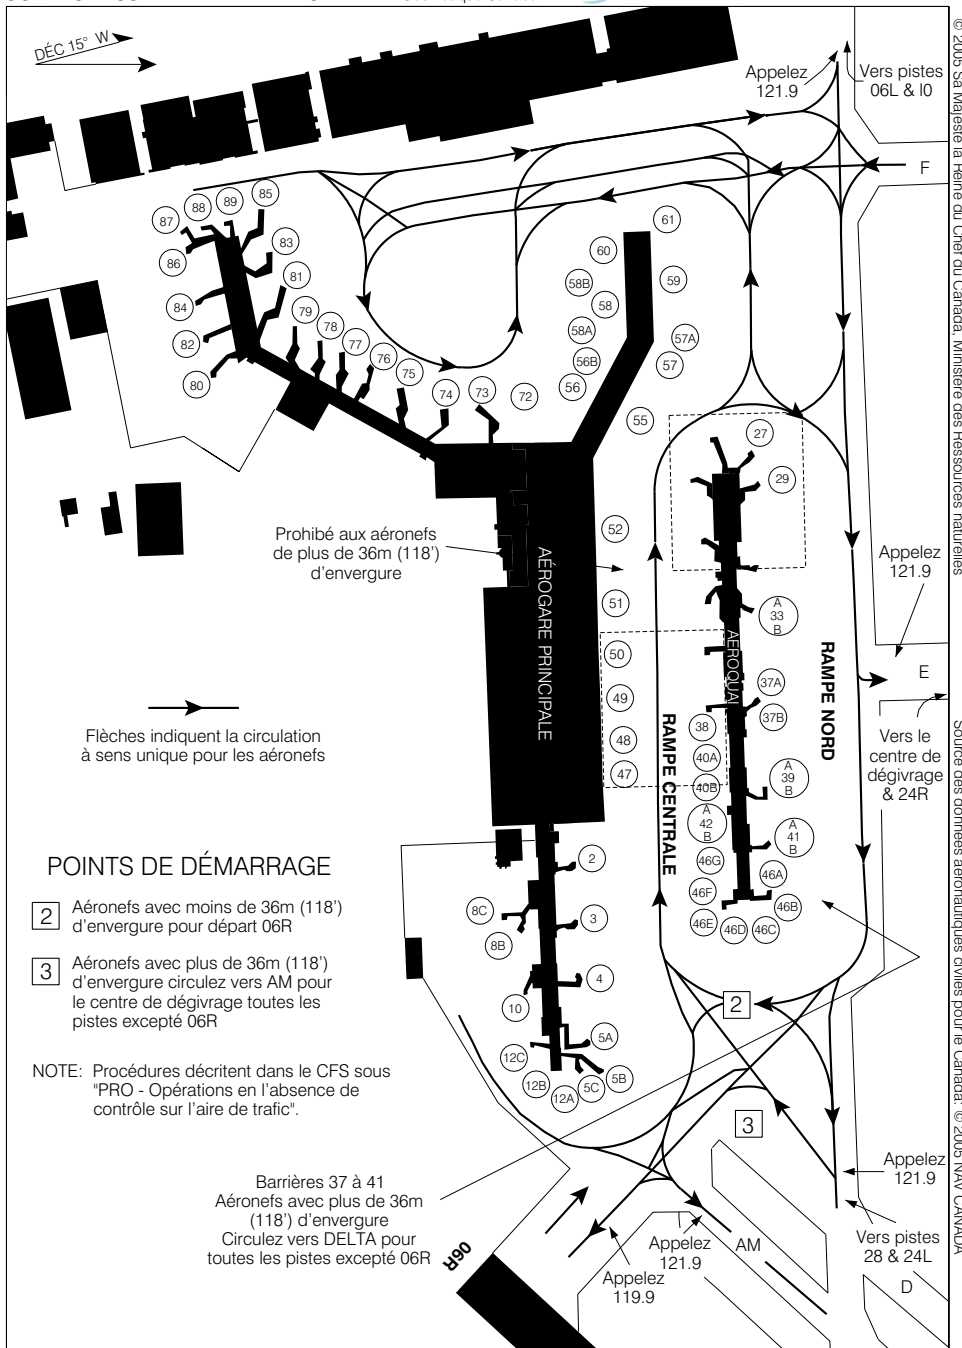 DÉC 15° W
Appelez
121.9
Vers pistes
06L & I0
F
85
89
88
87
86
83
81
84
79
82
78
77
80
76
75
74
73
72
61
60
59
58B
58
58A
57A
56B
57
56
55
27
29
52
Prohibé aux aéronefs
de plus de 36m (118')
d'envergure
AÉROGARE PRINCIPALE
51
A
33
B
AÉROQUAI
Appelez
121.9
E
50
49
48
47
RAMPE CENTRALE
RAMPE NORD
37A
37B
38
40A
40B
A
39
B
A
42
B
A
41
B
46G
46A
46F
46B
46E
46D
46C
Vers le
centre de
dégivrage
& 24R
Flèches indiquent la circulation
à sens unique pour les aéronefs
POINTS DE DÉMARRAGE
2 Aéronefs avec moins de 36m (118')
d'envergure pour départ 06R
3 Aéronefs avec plus de 36m (118')
d'envergure circulez vers AM pour
le centre de dégivrage toutes les
pistes excepté 06R
NOTE: Procédures décritent dans le CFS sous
"PRO - Opérations en l'absence de
contrôle sur l'aire de trafic".
2
8C
3
8B
4
10
5A
12C
5B
12B
5C
12A
2
3
Barrières 37 à 41
Aéronefs avec plus de 36m
(118') d'envergure
Circulez vers DELTA pour
toutes les pistes excepté 06R
06R
Appelez
119.9
Appelez
121.9
AM
Appelez
121.9
Vers pistes
28 & 24L
D
© 2005 Sa Majesté la Reine du Chef du Canada, Ministère des Ressources naturelles
Source des données aéronautiques civiles pour le Canada: © 2005 NAV CANADA